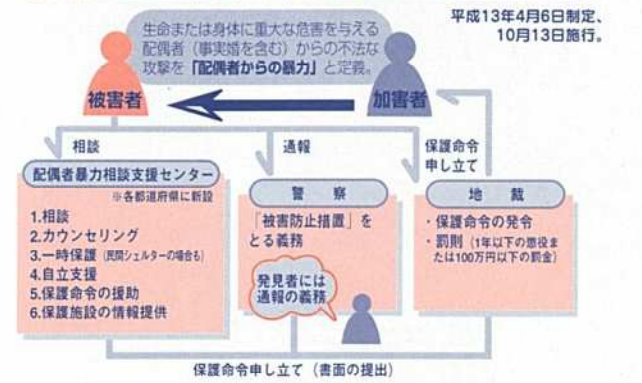 平成13年4月6日制定、
10月13日施行。
生命または身体に重大な危害を与える
配偶者（事実婚を含む）からの不法な
攻撃を「配偶者からの暴力」と定義。
被害者
加害者
相談
通報
保護命令
申し立て
配偶者暴力相談支援センター
※各都道府県に新設
1.相談
2.カウンセリング
3.一時保護（民間シェルターの場合も）
4.自立支援
5.保護命令の援助
6.保護施設の情報提供
警察
「被害防止措置」を
とる義務
発見者には
通報の義務
地裁
・保護命令の発令
・罰則（1年以下の懲役ま
たは100万円以下の罰金）
保護命令申し立て（書面の提出）